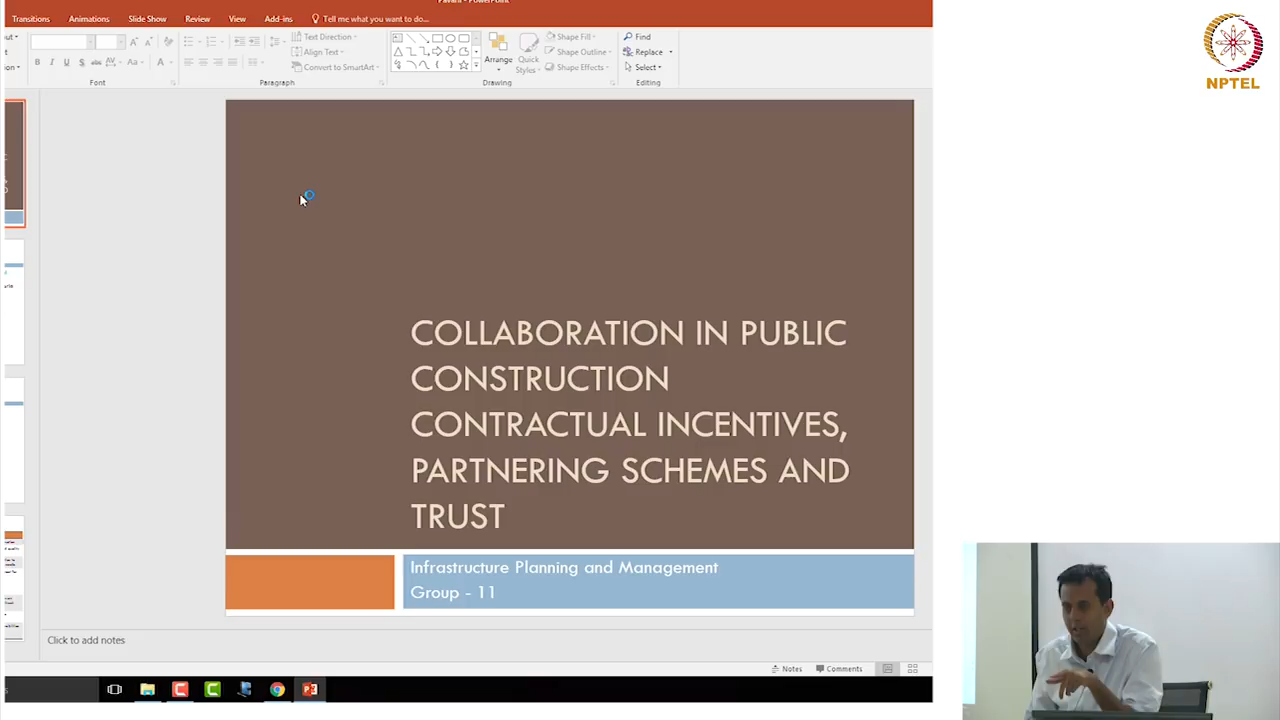 Pavani - PowerPoint
Transitions Animations Slide Show Review View Add-ins Tell me what you want to do...
Text Direction
Align Text
Convert to SmartArt
Arrange
Quick
Styles
Shape Fill
Shape Outline
Shape Effects
Find
Replace
Select
Font Paragraph Drawing Editing
NPTEL
COLLABORATION IN PUBLIC
CONSTRUCTION
CONTRACTUAL INCENTIVES,
PARTNERING SCHEMES AND
TRUST
Infrastructure Planning and Management
Group - 11
Click to add notes
Notes Comments